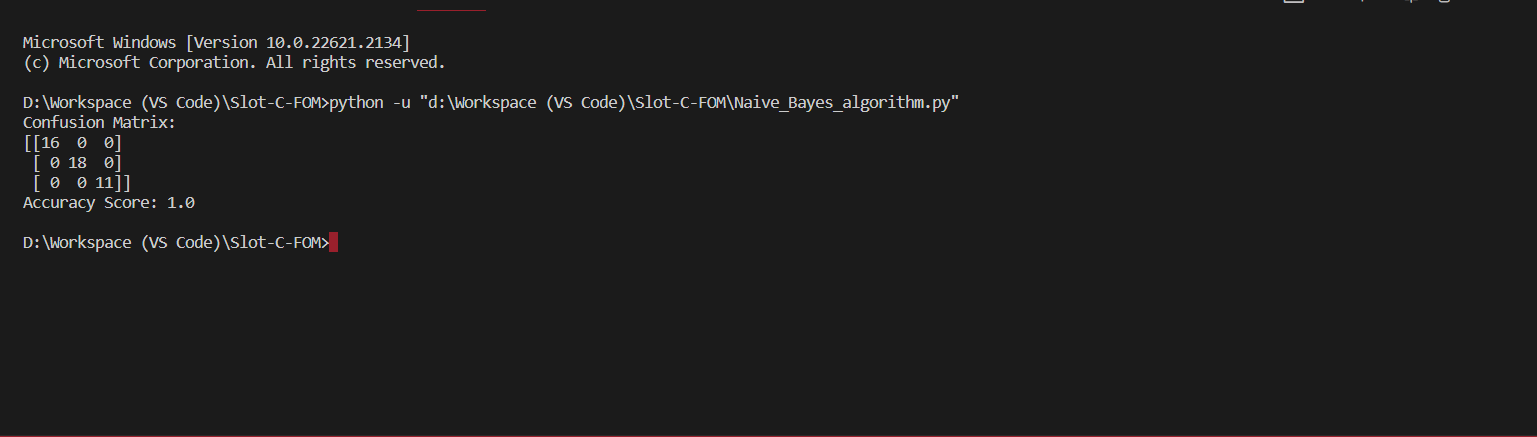 Microsoft Windows [Version 10.0.22621.2134]
(c) Microsoft Corporation. All rights reserved.
D:\Workspace (VS Code)\Slot-C-FOM>python -u "d:\Workspace (VS Code)\Slot-C-FOM\Naive_Bayes_algorithm.py"
Confusion Matrix:
[[16  0  0]
 [ 0 18  0]
 [ 0  0 11]]
Accuracy Score: 1.0
D:\Workspace (VS Code)\Slot-C-FOM>